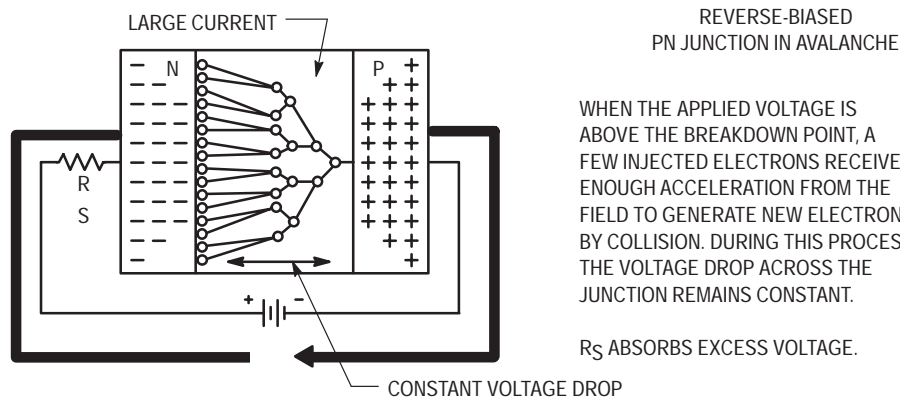 LARGE CURRENT
N
P
R
S
+ −
CONSTANT VOLTAGE DROP
REVERSE-BIASED
PN JUNCTION IN AVALANCHE
WHEN THE APPLIED VOLTAGE IS
ABOVE THE BREAKDOWN POINT, A
FEW INJECTED ELECTRONS RECEIVE
ENOUGH ACCELERATION FROM THE
FIELD TO GENERATE NEW ELECTRON
BY COLLISION. DURING THIS PROCES
THE VOLTAGE DROP ACROSS THE
JUNCTION REMAINS CONSTANT.
RS ABSORBS EXCESS VOLTAGE.